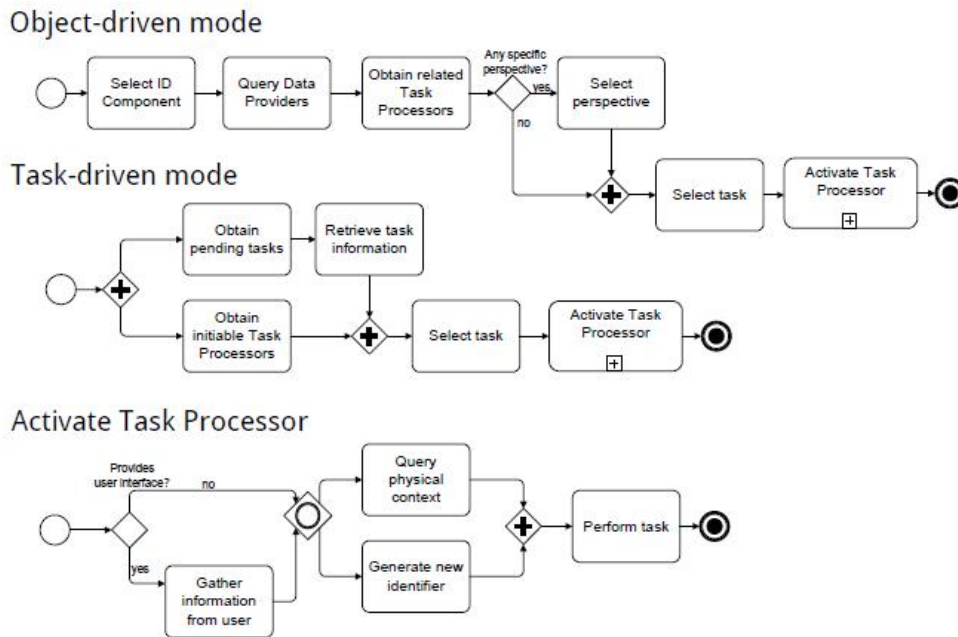 Object-driven mode
Any specific
perspective?
Select ID
Component
Query Data
Providers
Obtain related
Task
Processors
yes
Select
perspective
no
Task-driven mode
Select task
Activate Task
Processor
Obtain
pending tasks
Retrieve task
information
Obtain
initiable Task
Processors
Select task
Activate Task
Processor
Activate Task Processor
Provides
user interface?
no
Query
physical
context
Perform task
yes
Gather
information
from user
Generate new
identifier